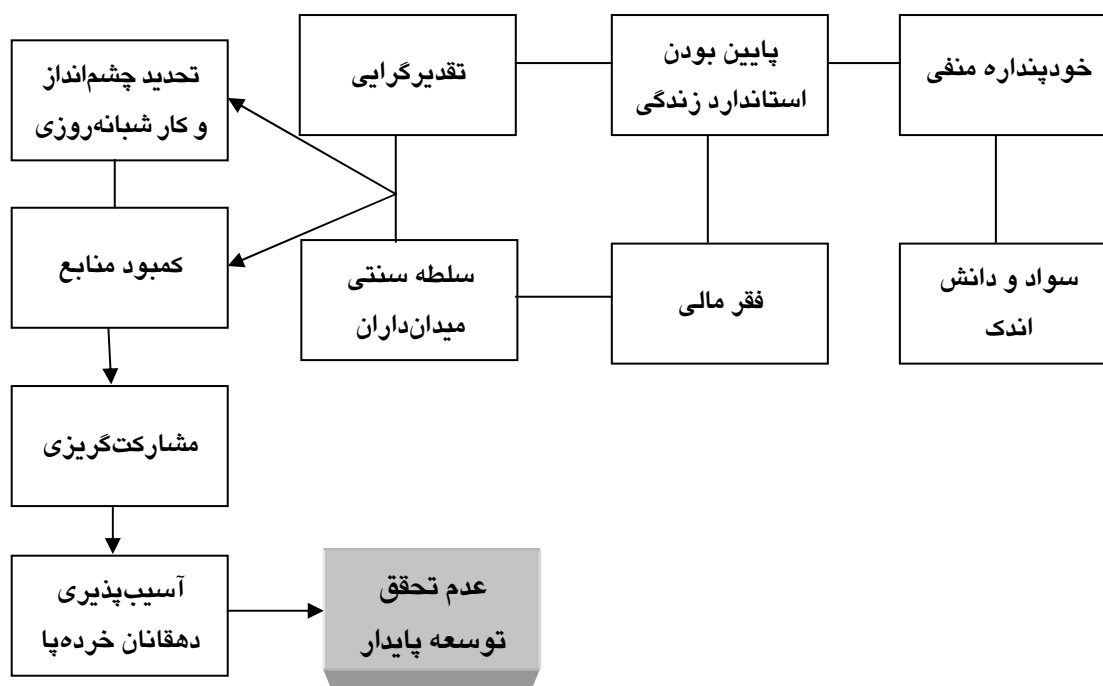 خودپنداره منفی
پایین بودن
استاندارد زندگی
تقدیرگرایی
تحدید چشم‌انداز
و کار شبانه‌روزی
سواد و دانش
اندک
فقر مالی
سلطه سنتی
میدان‌داران
کمبود منابع
مشارکت‌گریزی
آسیب‌پذیری
دهقانان خرده‌پا
عدم تحقق
توسعه پایدار